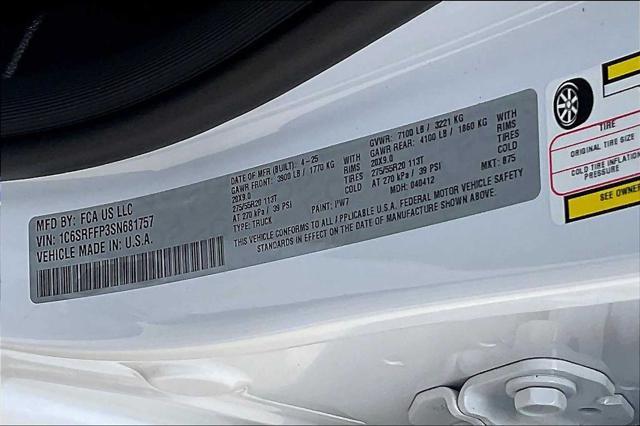 MFD BY: FCA US LLC
VIN: 1C6SRFFP3SN681757
VEHICLE MADE IN U.S.A.
DATE OF MFR (BUILT): 4-25
GAWR FRONT: 3900 LB / 1770 KG WITH
20X9.0 RIMS
275/55R20 113T TIRES
AT 270 kPa / 39 PSI COLD
TYPE: TRUCK
PAINT: PW7
GVWR: 7100 LB / 3221 KG
GAWR REAR: 4100 LB / 1860 KG WITH
20X9.0 RIMS
275/55R20 113T TIRES
AT 270 kPa / 39 PSI COLD
MDH: 040412
MKT: 875
THIS VEHICLE CONFORMS TO ALL APPLICABLE U.S.A. FEDERAL MOTOR VEHICLE SAFETY
STANDARDS IN EFFECT ON THE DATE OF MANUFACTURE SHOWN ABOVE.
TIRE
ORIGINAL TIRE SIZE
COLD TIRE INFLATION
PRESSURE
SEE OWNER